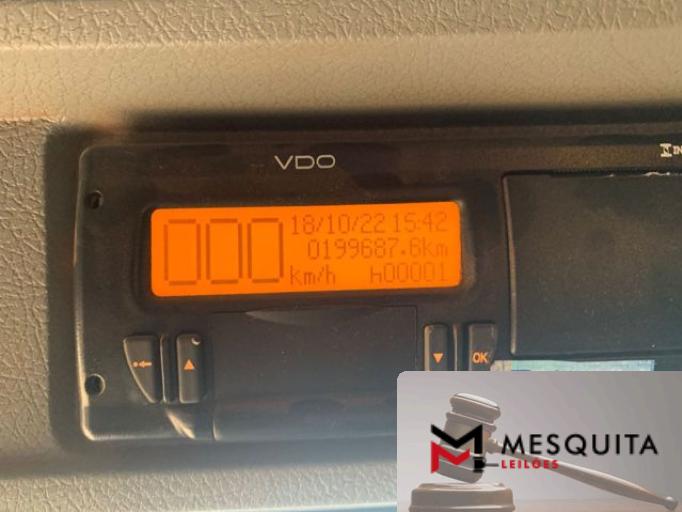 VDO
000
18/10/22 15:42
0199687.6km
km/h h00001
OK
MESQUITA
LEILÕES